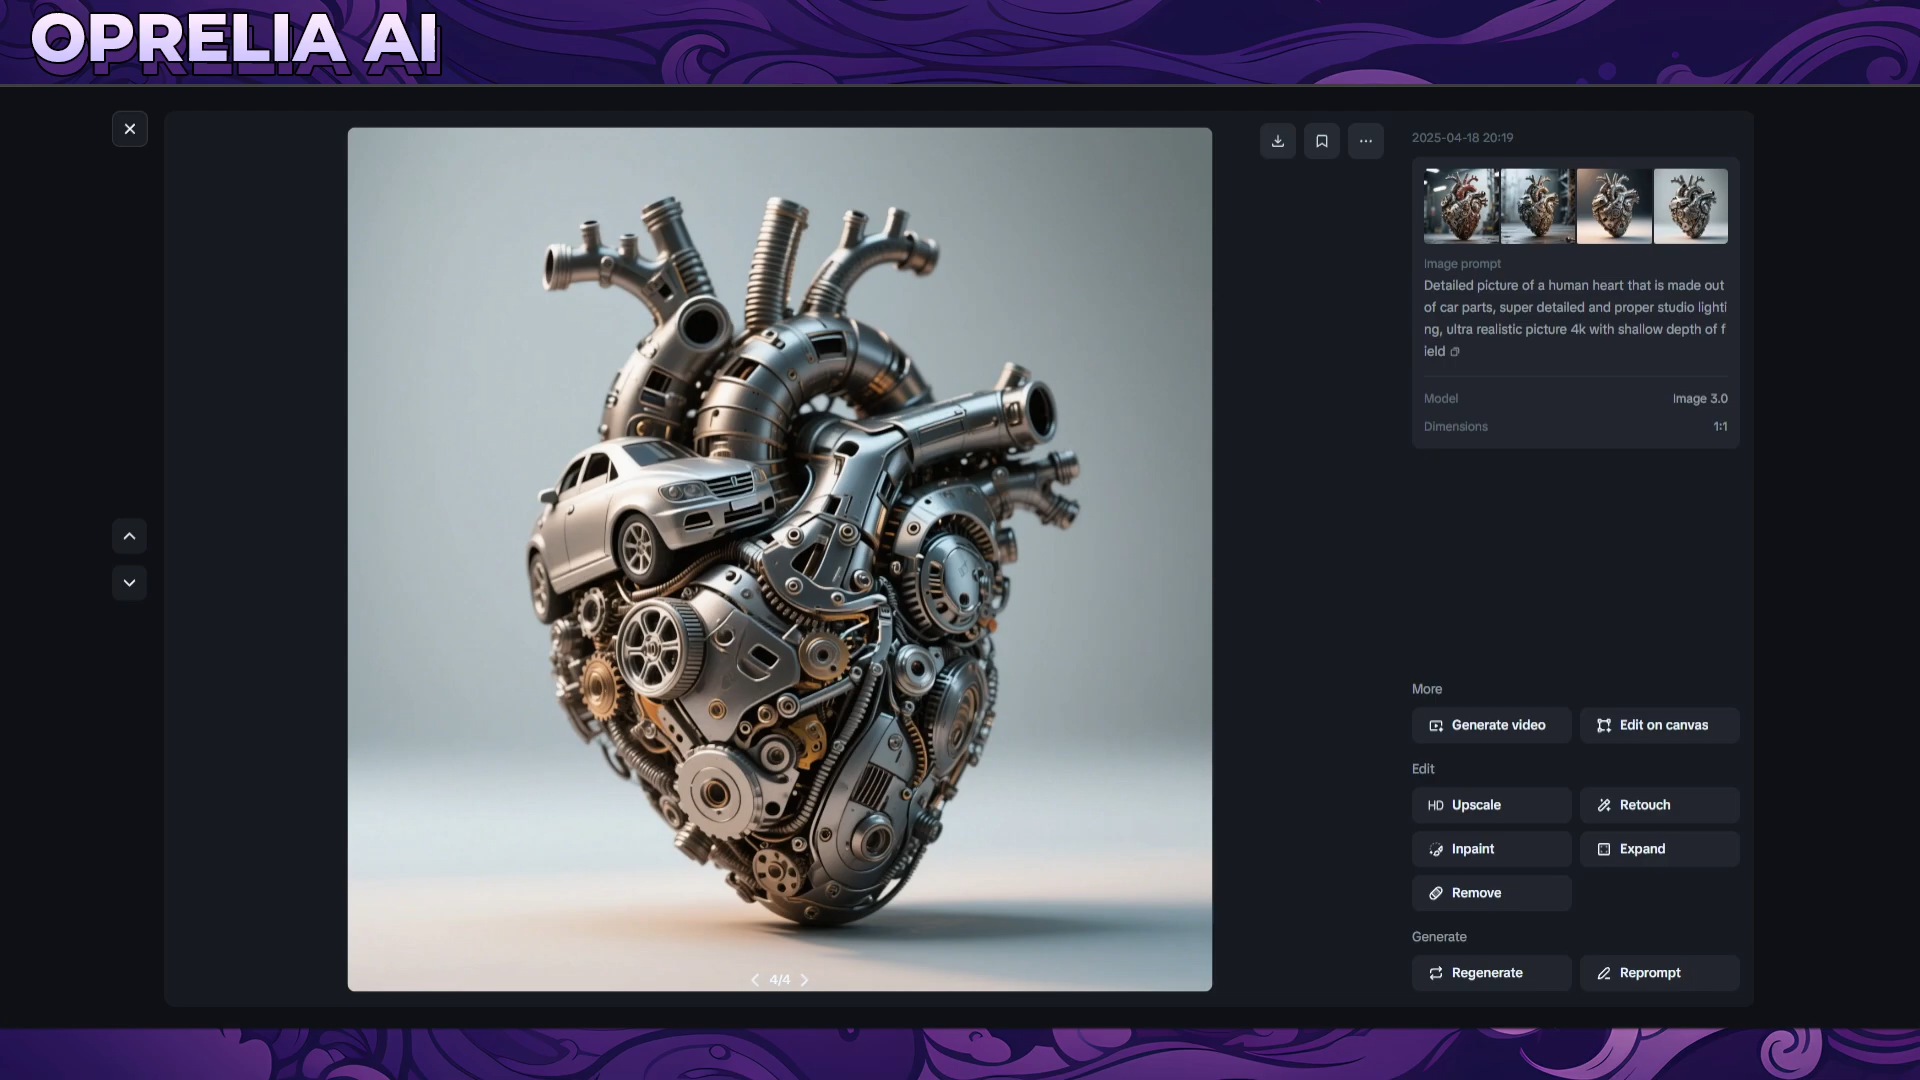 OPRELIA AI
2025-04-18 20:19
Image prompt
Detailed picture of a human heart that is made out
of car parts, super detailed and proper studio lighti
ng, ultra realistic picture 4k with shallow depth of f
ield
Model Image 3.0
Dimensions 1:1
More
Generate video
Edit on canvas
Edit
HD Upscale
Retouch
Inpaint
Expand
Remove
Generate
Regenerate
Reprompt
4/4